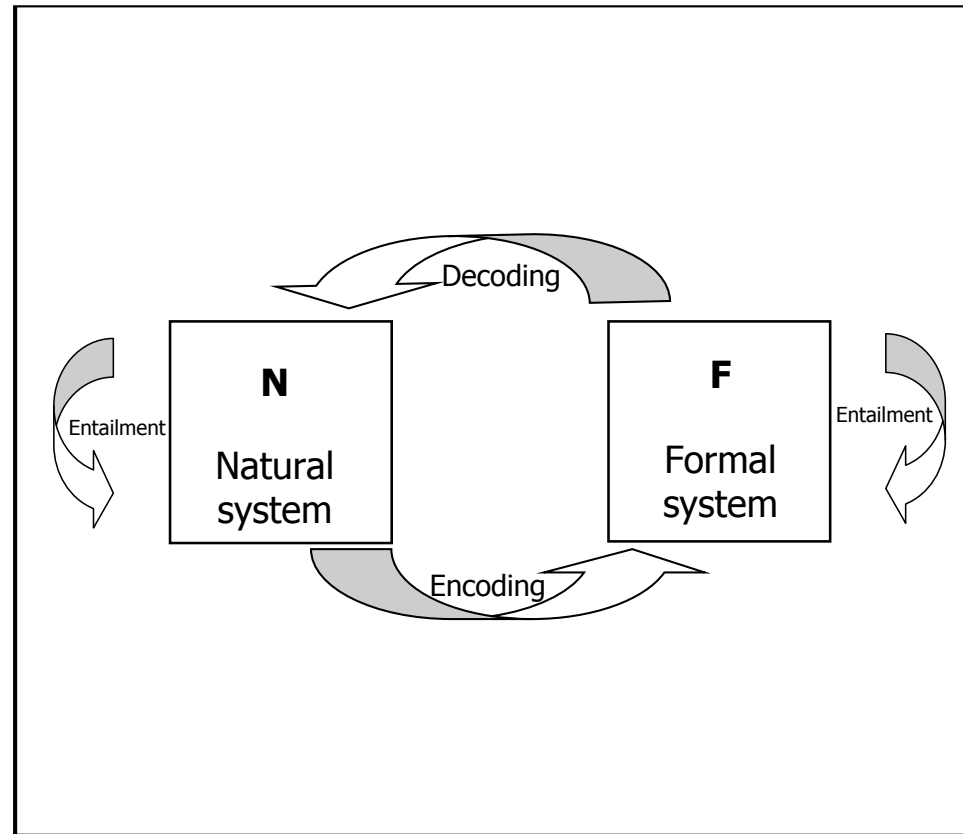 Decoding
N
Natural
system
F
Formal
system
Entailment
Entailment
Encoding